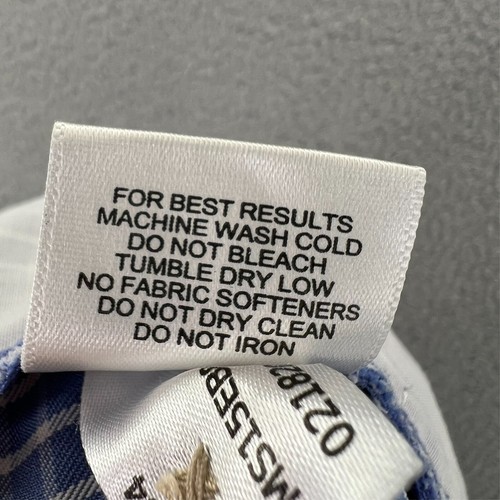 FOR BEST RESULTS
MACHINE WASH COLD
DO NOT BLEACH
TUMBLE DRY LOW
NO FABRIC SOFTENERS
DO NOT DRY CLEAN
DO NOT IRON